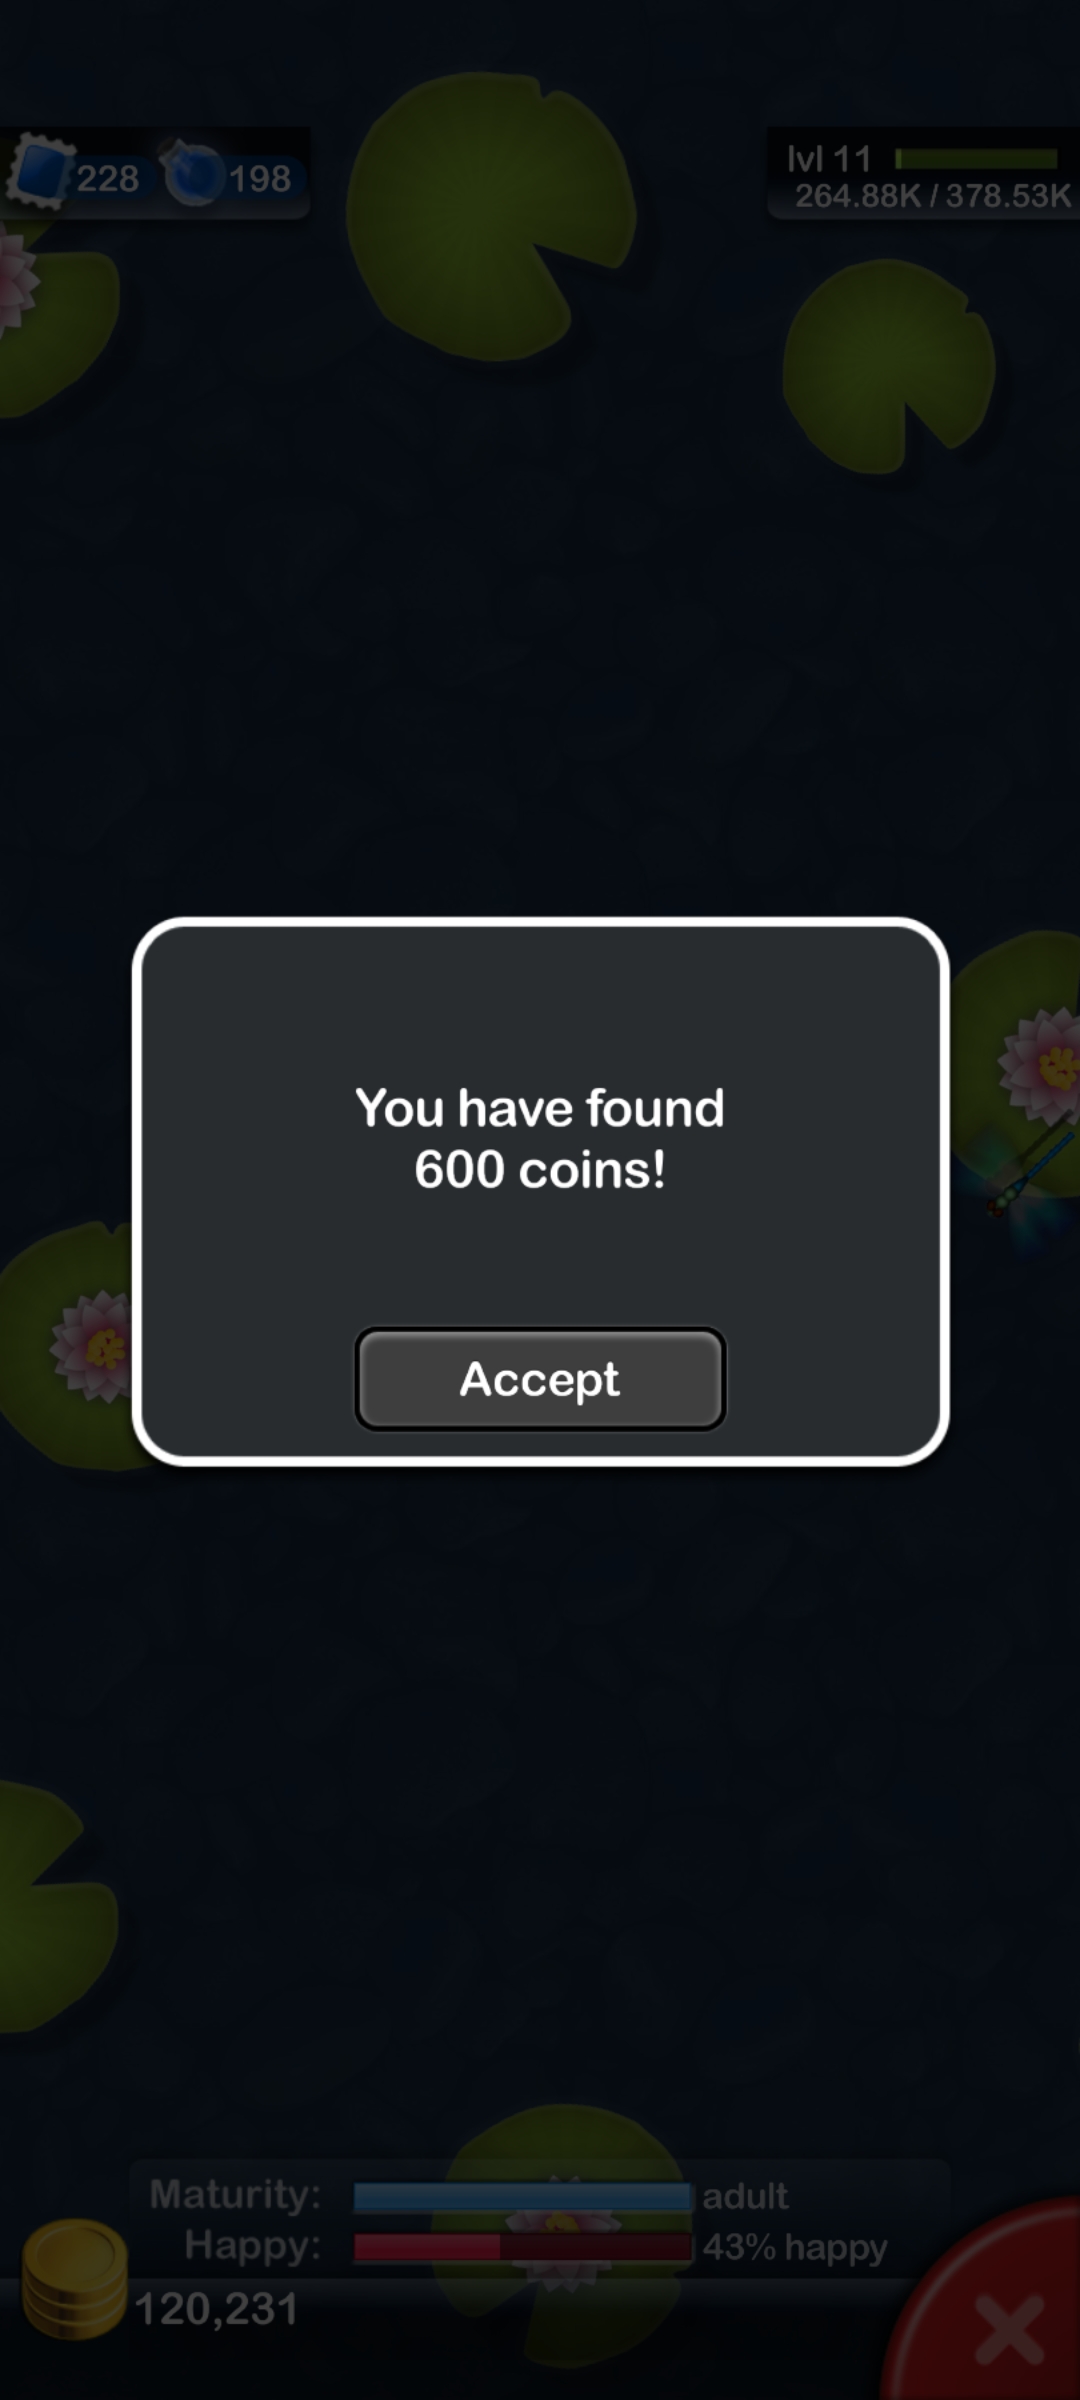 228 198
lvl 11
264.88K / 378.53K
You have found
600 coins!
Accept
Maturity: adult
Happy: 43% happy
120,231